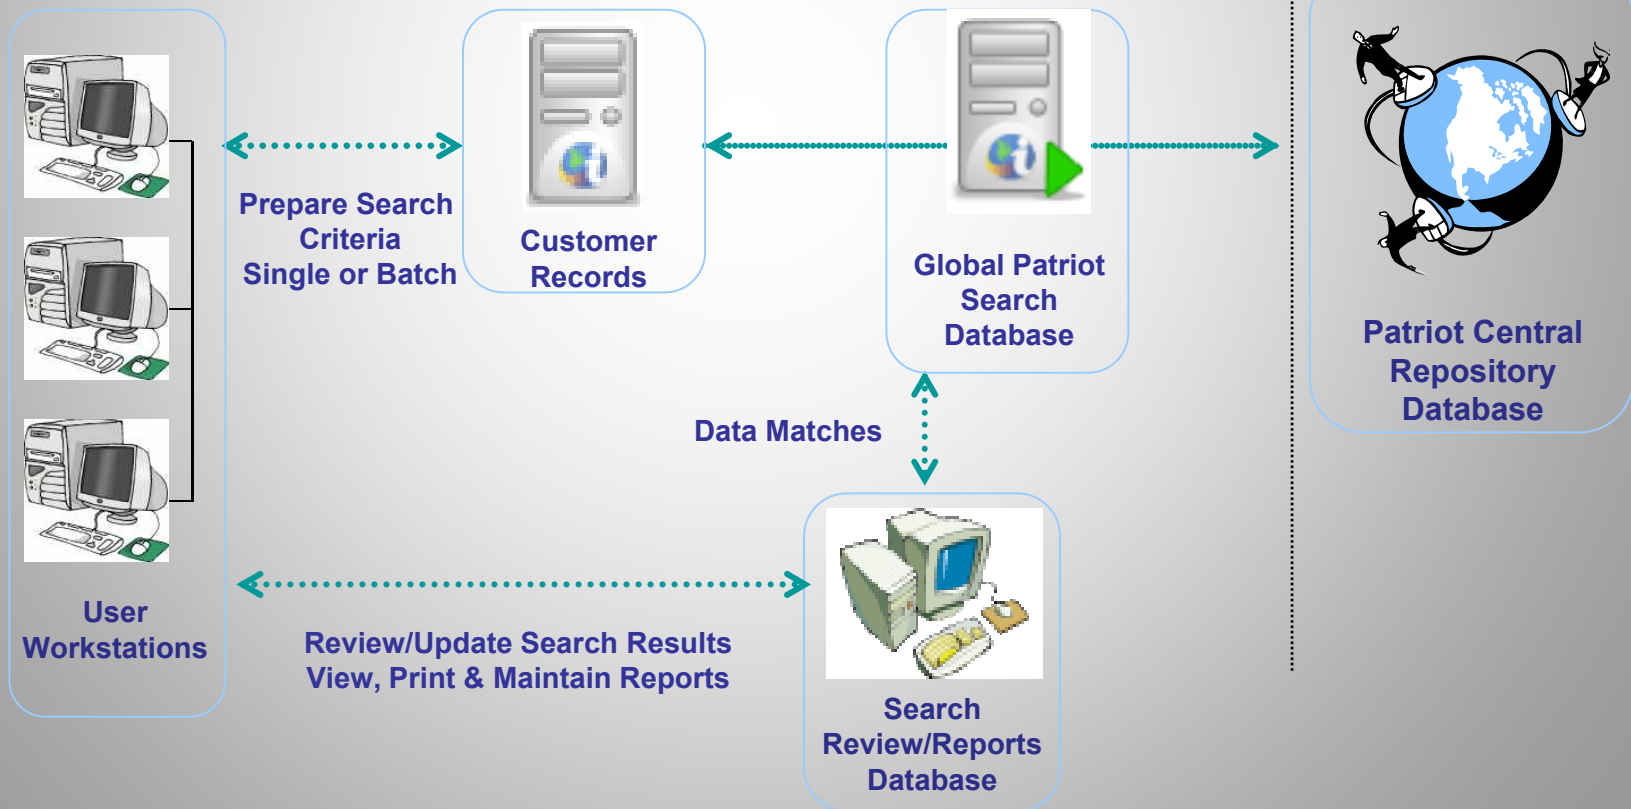 Prepare Search
Criteria
Single or Batch
Customer
Records
Global Patriot
Search
Database
Patriot Central
Repository
Database
Data Matches
User
Workstations
Review/Update Search Results
View, Print & Maintain Reports
Search
Review/Reports
Database